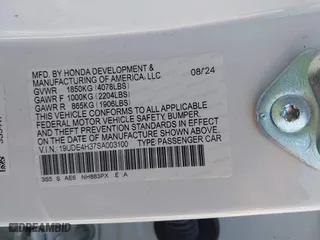 MFD. BY HONDA DEVELOPMENT &
MANUFACTURING OF AMERICA, LLC
08/24
GVWR 1850KG (4078LBS)
GAWR F 1000KG (2204LBS)
GAWR R 865KG (1906LBS)
THIS VEHICLE CONFORMS TO ALL APPLICABLE
FEDERAL MOTOR VEHICLE SAFETY, BUMPER,
AND THEFT PREVENTION STANDARDS IN EFFECT
ON THE DATE OF MANUFACTURE SHOWN ABOVE.
V.I.N.: 19UDE4H37SA003100 TYPE:PASSENGER CAR
NH883PX E A
DREAMBID